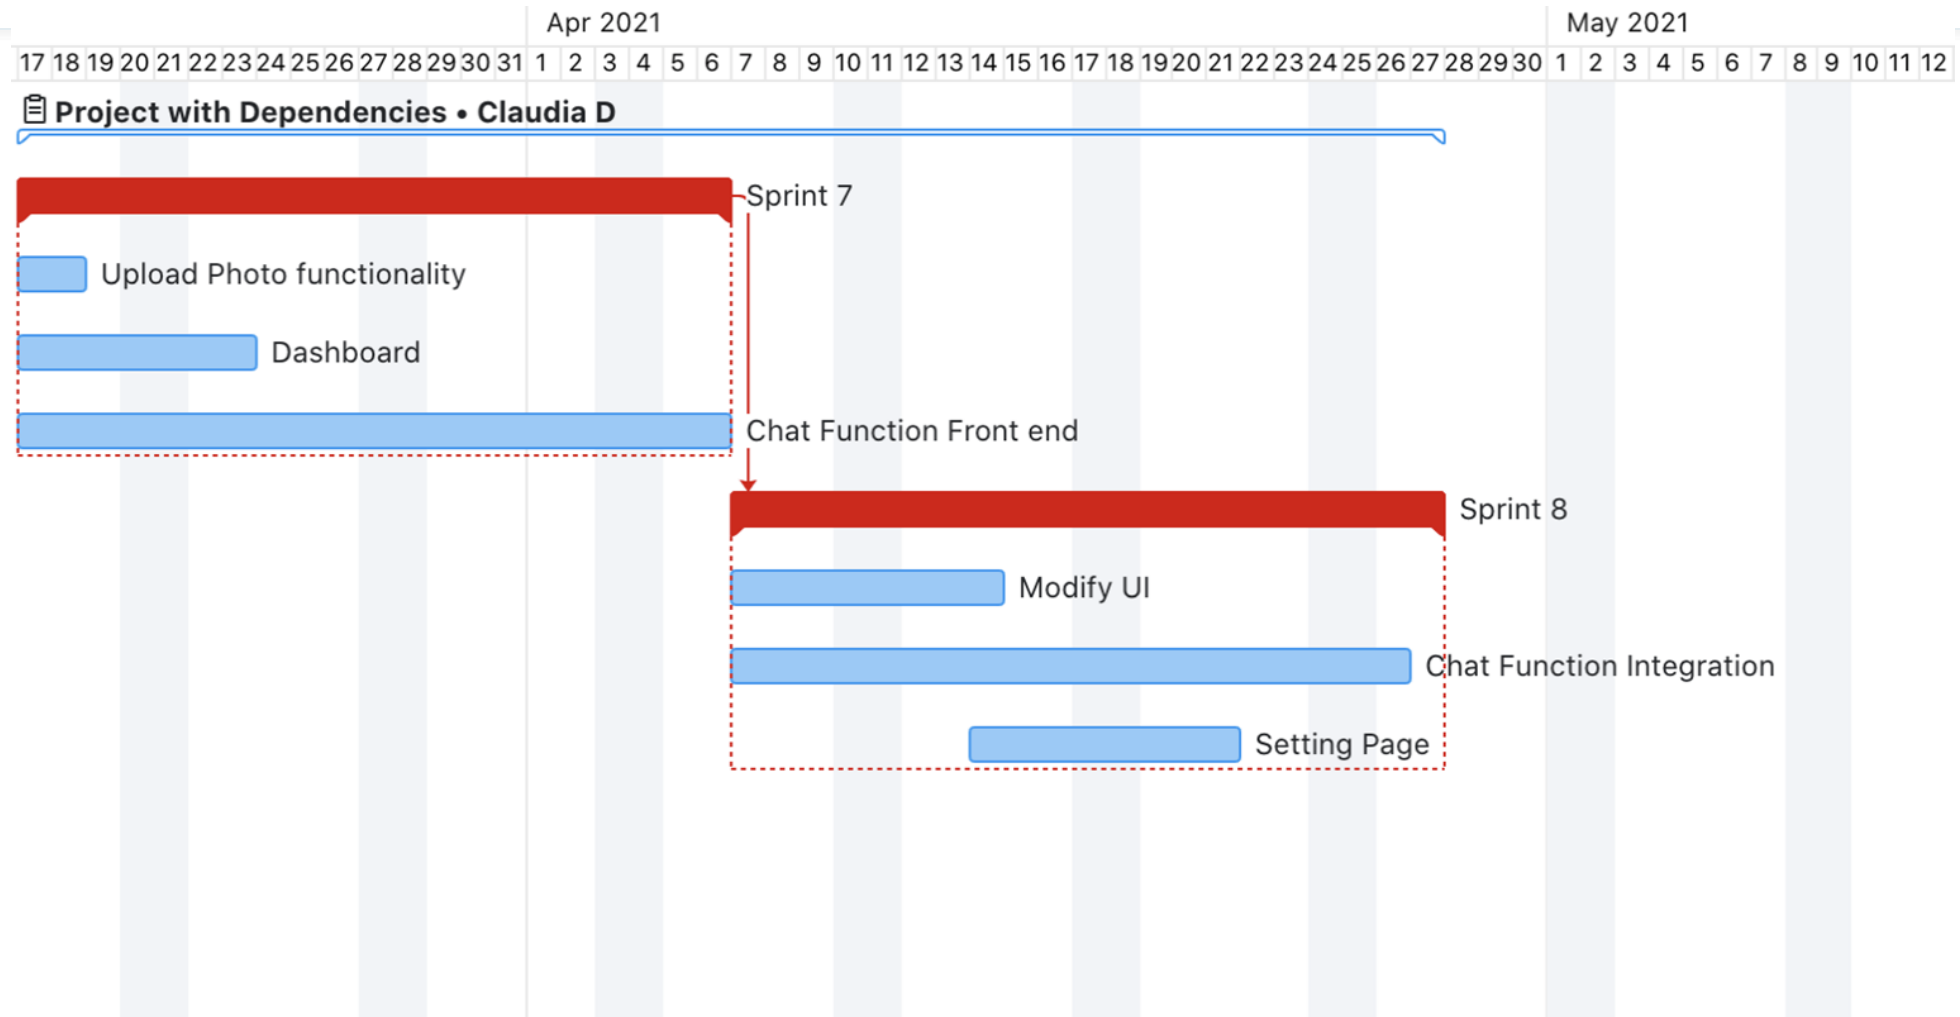 Apr 2021 May 2021
17 18 19 20 21 22 23 24 25 26 27 28 29 30 31 1 2 3 4 5 6 7 8 9 10 11 12 13 14 15 16 17 18 19 20 21 22 23 24 25 26 27 28 29 30 1 2 3 4 5 6 7 8 9 10 11 12
Project with Dependencies • Claudia D
Sprint 7
Upload Photo functionality
Dashboard
Chat Function Front end
Sprint 8
Modify UI
Chat Function Integration
Setting Page